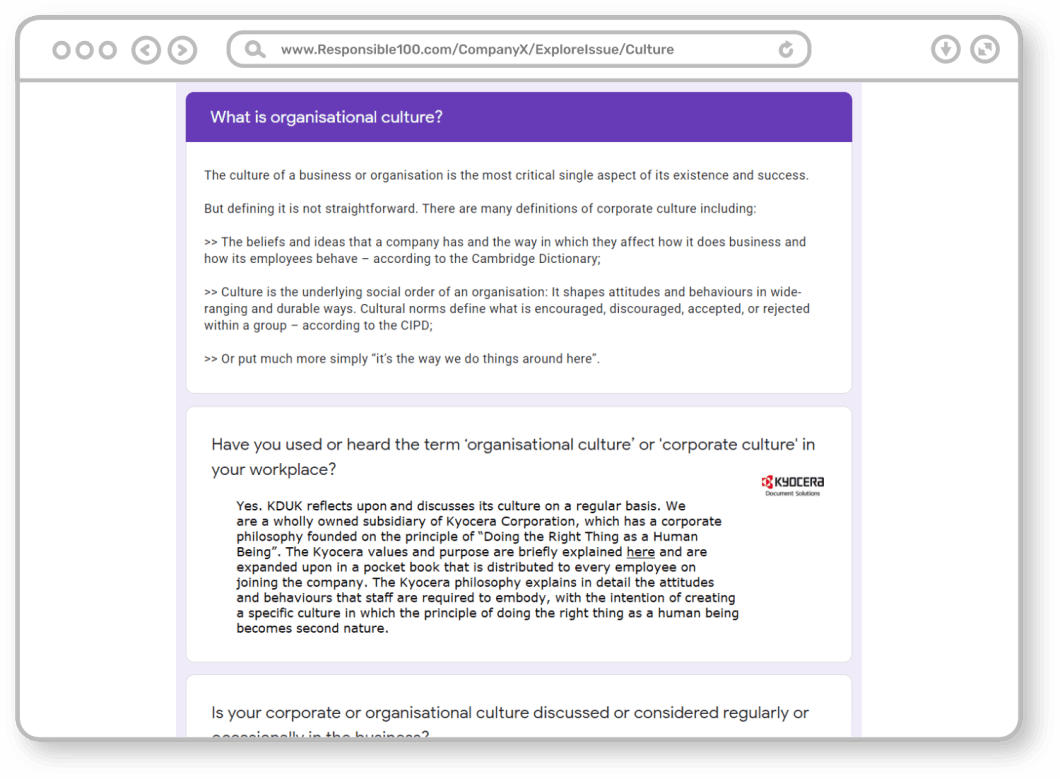 www.Responsible100.com/CompanyX/ExploreIssue/Culture
What is organisational culture?
The culture of a business or organisation is the most critical single aspect of its existence and success.
But defining it is not straightforward. There are many definitions of corporate culture including:
>> The beliefs and ideas that a company has and the way in which they affect how it does business and
how its employees behave – according to the Cambridge Dictionary;
>> Culture is the underlying social order of an organisation: It shapes attitudes and behaviours in wide-
ranging and durable ways. Cultural norms define what is encouraged, discouraged, accepted, or rejected
within a group – according to the CIPD;
>> Or put much more simply “it’s the way we do things around here”.
Have you used or heard the term ‘organisational culture’ or 'corporate culture' in
your workplace?
KYOCERA
Document Solutions
Yes. KDUK reflects upon and discusses its culture on a regular basis. We
are a wholly owned subsidiary of Kyocera Corporation, which has a corporate
philosophy founded on the principle of “Doing the Right Thing as a Human
Being”. The Kyocera values and purpose are briefly explained here and are
expanded upon in a pocket book that is distributed to every employee on
joining the company. The Kyocera philosophy explains in detail the attitudes
and behaviours that staff are required to embody, with the intention of creating
a specific culture in which the principle of doing the right thing as a human being
becomes second nature.
Is your corporate or organisational culture discussed or considered regularly or
occasionally in the business?